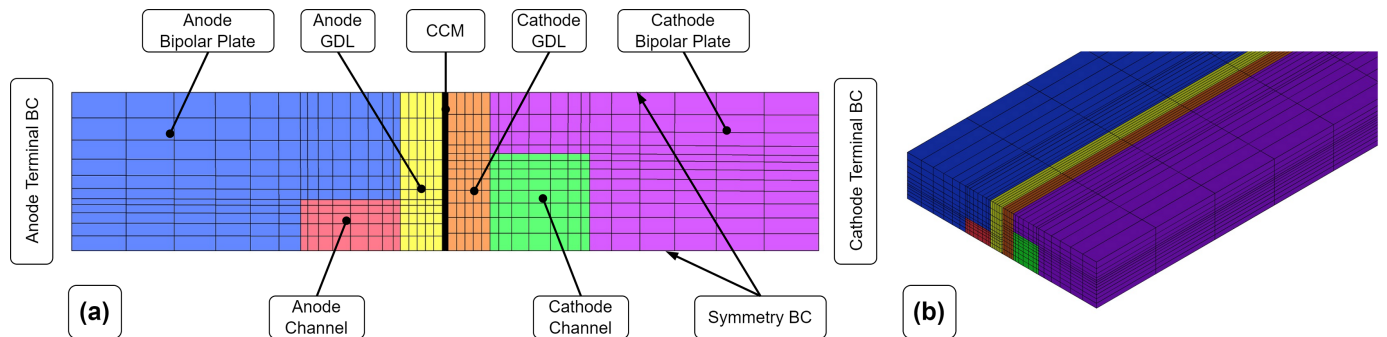 Anode
Bipolar Plate
Anode
GDL
CCM
Cathode
GDL
Cathode
Bipolar Plate
Anode Terminal BC
Cathode Terminal BC
(a)
Anode
Channel
Cathode
Channel
Symmetry BC
(b)